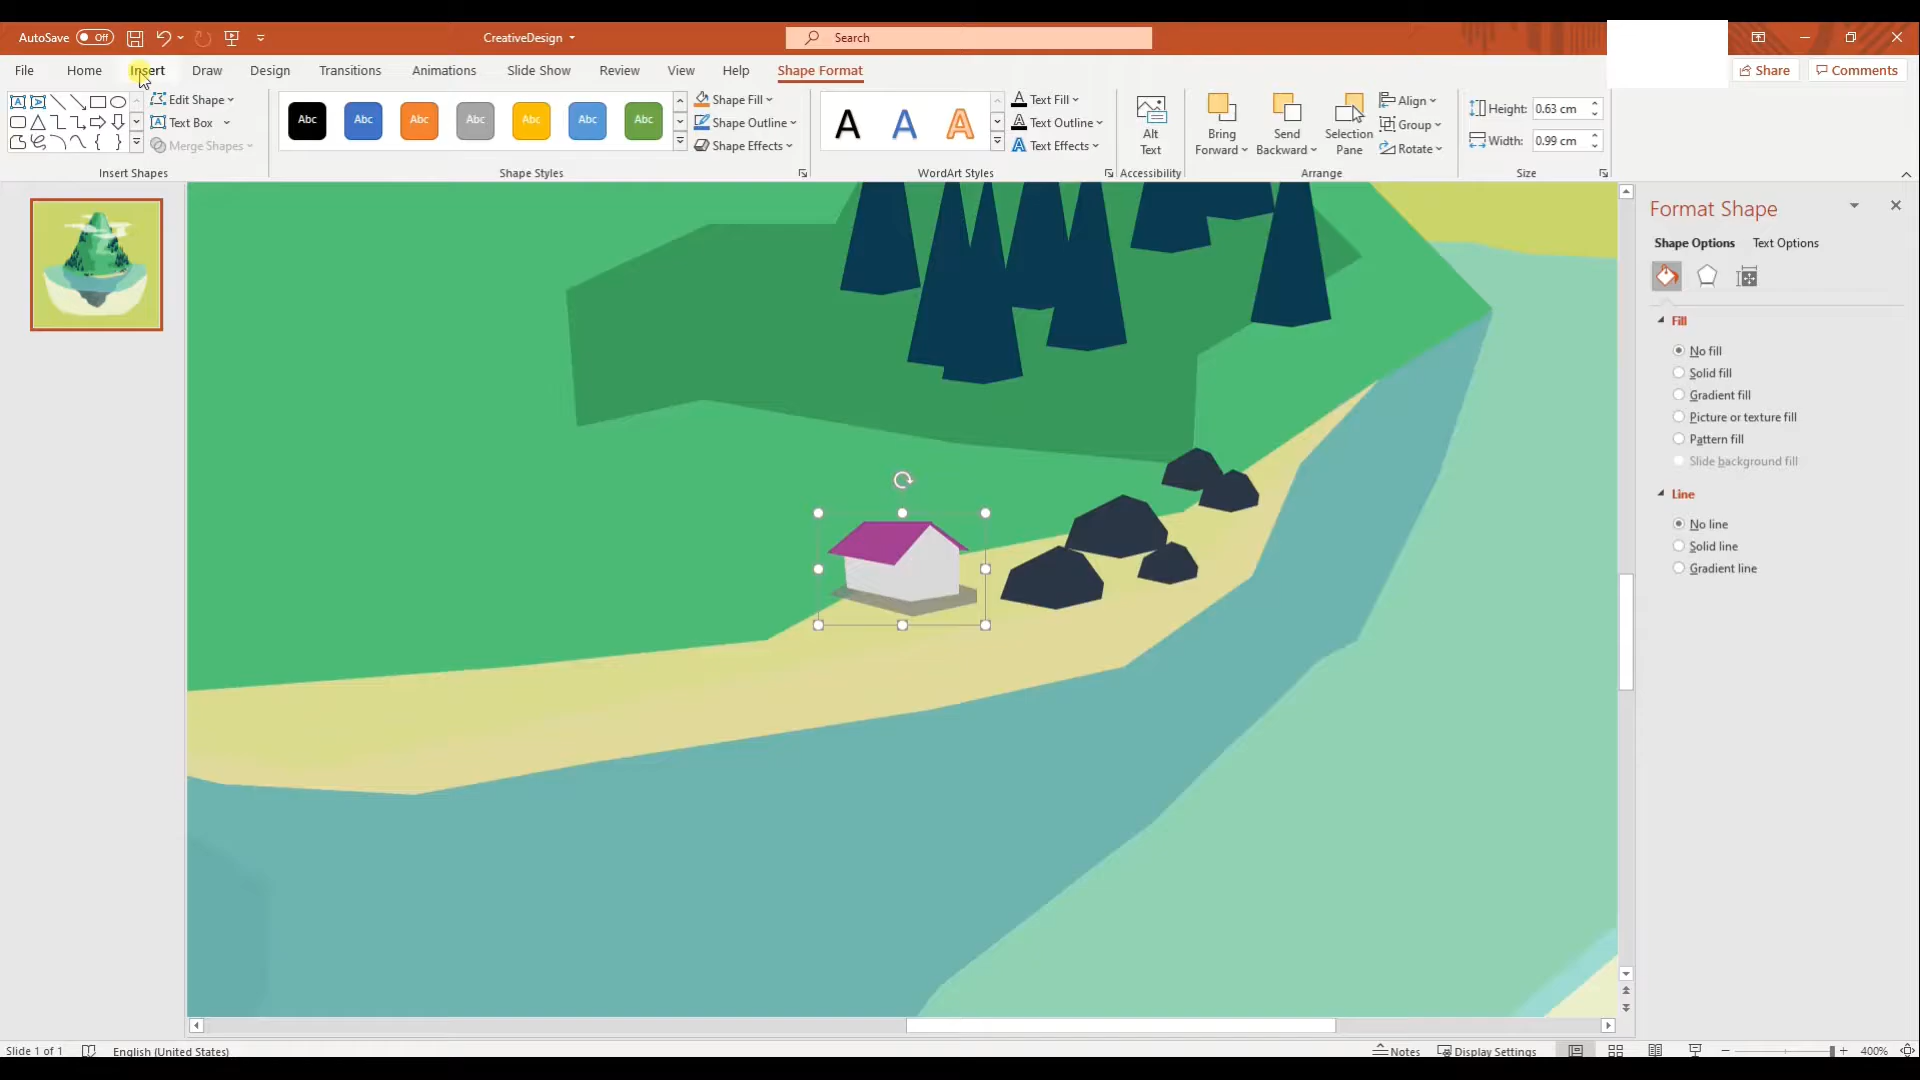 AutoSave Off CreativeDesign Search
File Home Insert Draw Design Transitions Animations Slide Show Review View Help Shape Format Share Comments
Edit Shape
Text Box
Merge Shapes
Insert Shapes
Abc Abc Abc Abc Abc Abc Abc
Shape Fill
Shape Outline
Shape Effects
Shape Styles
A A A
Text Fill
Text Outline
Text Effects
WordArt Styles
Alt
Text
Accessibility
Bring
Forward
Send
Backward
Selection
Pane
Align
Group
Rotate
Arrange
Height: 0.63 cm
Width: 0.99 cm
Size
Format Shape
Shape Options Text Options
Fill
No fill
Solid fill
Gradient fill
Picture or texture fill
Pattern fill
Slide background fill
Line
No line
Solid line
Gradient line
Slide 1 of 1 English (United States) Notes Display Settings 400%